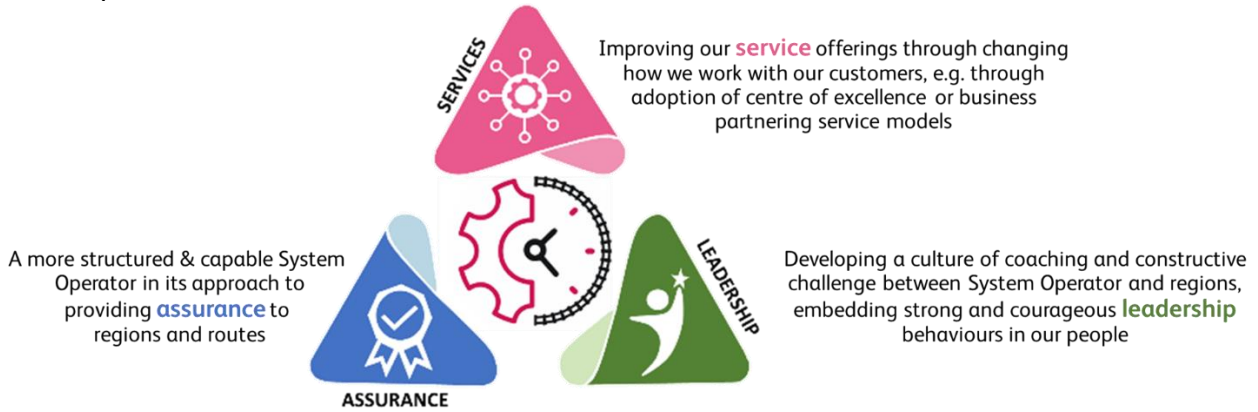 SERVICES
Improving our service offerings through changing
how we work with our customers, e.g. through
adoption of centre of excellence or business
partnering service models
A more structured & capable System
Operator in its approach to
providing assurance to
regions and routes
ASSURANCE
LEADERSHIP
Developing a culture of coaching and constructive
challenge between System Operator and regions,
embedding strong and courageous leadership
behaviours in our people